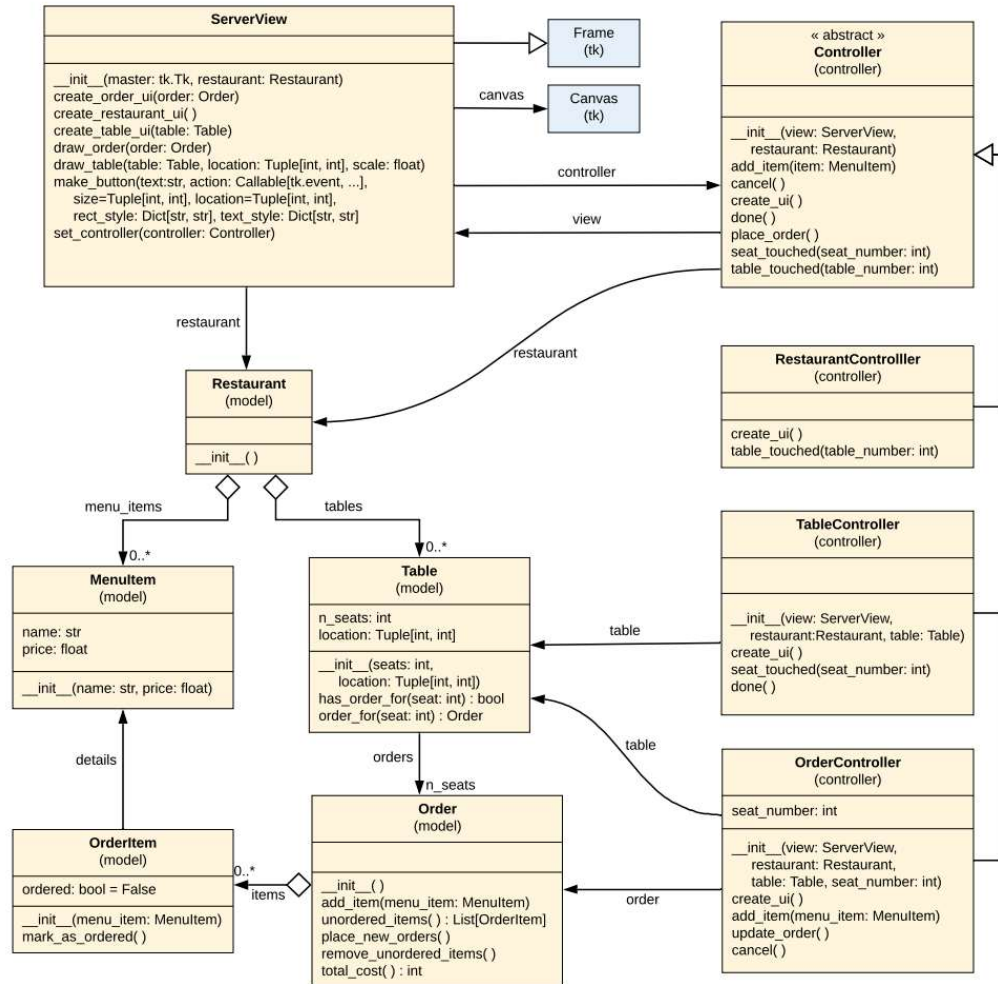 ServerView
__init__(master: tk.Tk, restaurant: Restaurant)
create_order_ui(order: Order)
create_restaurant_ui( )
create_table_ui(table: Table)
draw_order(order: Order)
draw_table(table: Table, location: Tuple[int, int], scale: float)
make_button(text:str, action: Callable[tk.event, ...],
size=Tuple[int, int], location=Tuple[int, int],
rect_style: Dict[str, str], text_style: Dict[str, str]
set_controller(controller: Controller)
Frame
(tk)
canvas
Canvas
(tk)
controller
view
« abstract »
Controller
(controller)
__init__(view: ServerView,
restaurant: Restaurant)
add_item(item: MenuItem)
cancel( )
create_ui( )
done( )
place_order( )
seat_touched(seat_number: int)
table_touched(table_number: int)
restaurant
restaurant
Restaurant
(model)
__init__( )
RestaurantControlller
(controller)
create_ui( )
table_touched(table_number: int)
menu_items
0..*
tables
0..*
MenuItem
(model)
name: str
price: float
__init__(name: str, price: float)
Table
(model)
n_seats: int
location: Tuple[int, int]
__init__(seats: int,
location: Tuple[int, int])
has_order_for(seat: int) : bool
order_for(seat: int) : Order
table
TableController
(controller)
__init__(view: ServerView,
restaurant:Restaurant, table: Table)
create_ui( )
seat_touched(seat_number: int)
done( )
details
orders
n_seats
table
OrderItem
(model)
ordered: bool = False
__init__(menu_item: MenuItem)
mark_as_ordered( )
0..*
items
Order
(model)
__init__( )
add_item(menu_item: MenuItem)
unordered_items( ) : List[OrderItem]
place_new_orders( )
remove_unordered_items( )
total_cost( ) : int
order
OrderController
(controller)
seat_number: int
__init__(view: ServerView,
restaurant: Restaurant,
table: Table, seat_number: int)
create_ui( )
add_item(menu_item: MenuItem)
update_order( )
cancel( )